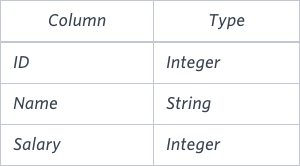 Column Type
ID Integer
Name String
Salary Integer